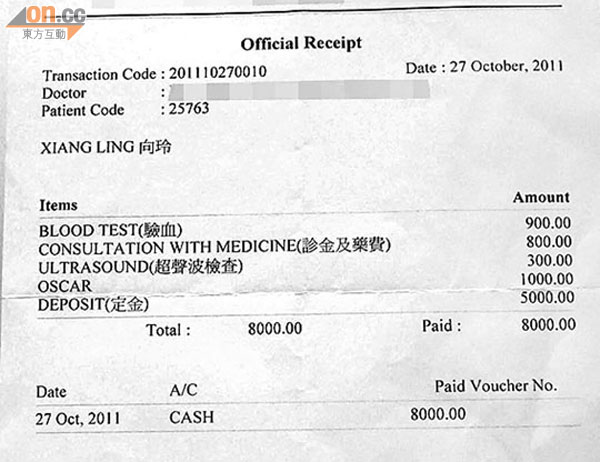 on.cc
東方互動
Official Receipt
Transaction Code : 201110270010 Date : 27 October, 2011
Doctor :
Patient Code : 25763
XIANG LING 向玲
Items Amount
BLOOD TEST(驗血) 900.00
CONSULTATION WITH MEDICINE(診金及藥費) 800.00
ULTRASOUND(超聲波檢查) 300.00
OSCAR 1000.00
DEPOSIT(定金) 5000.00
Total : 8000.00 Paid : 8000.00
Date A/C Paid Voucher No.
27 Oct, 2011 CASH 8000.00